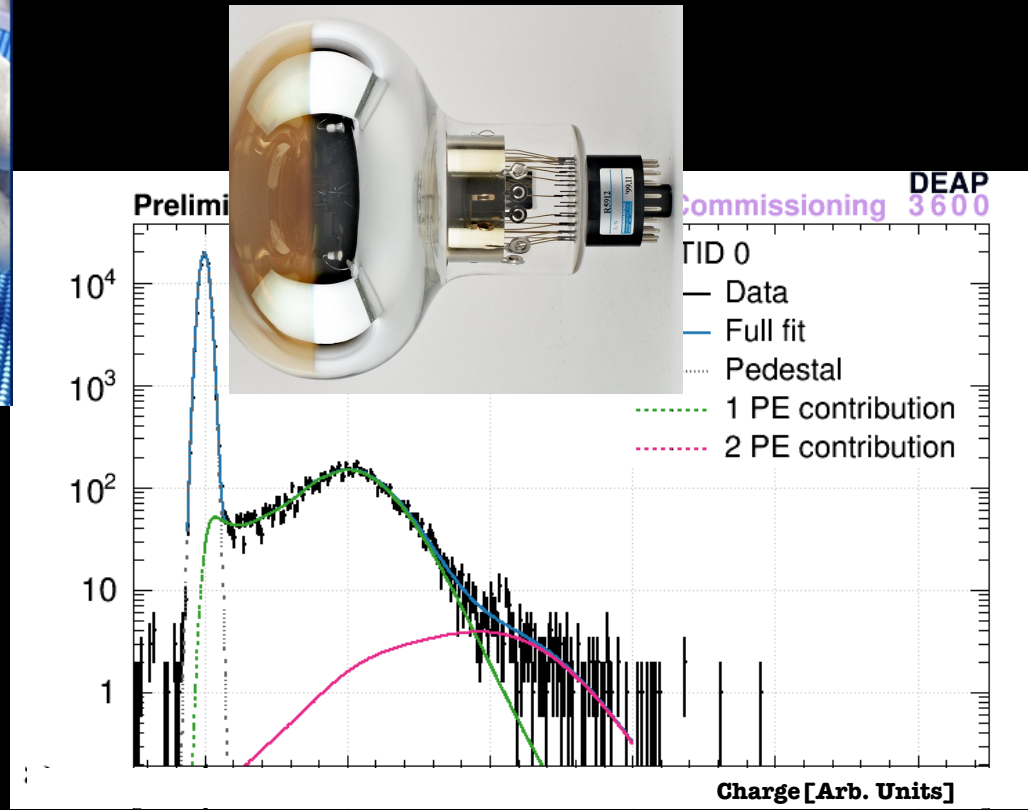 DEAP
Prelimi
Commissioning 3600
TID 0
Data
Full fit
Pedestal
1 PE contribution
2 PE contribution
10⁴
10³
10²
10
1
Charge [Arb. Units]
R5912